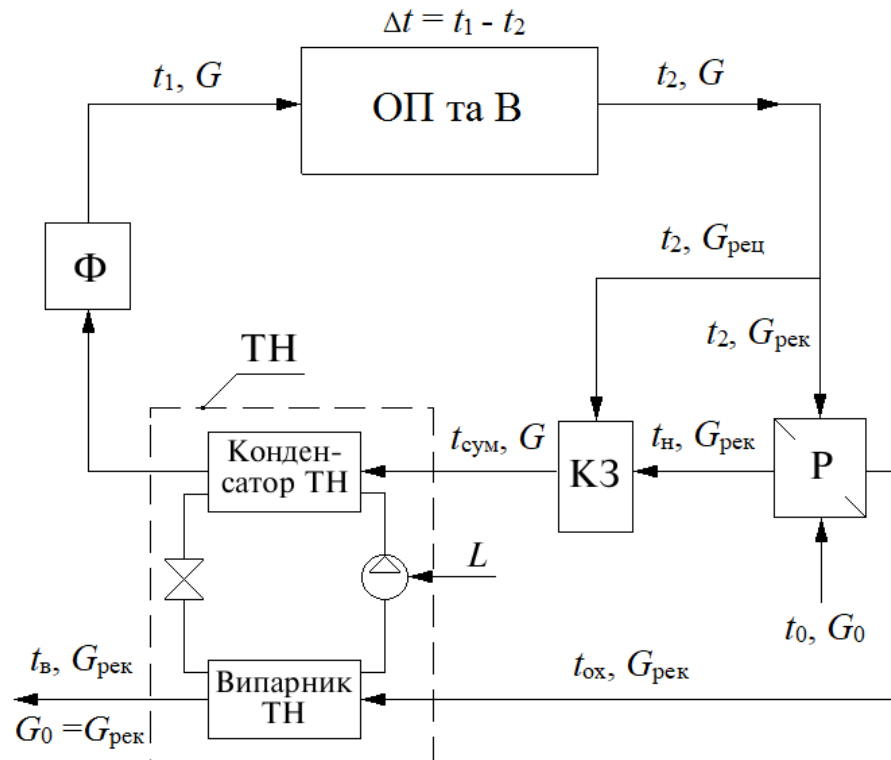 Δt = t₁ - t₂
t₁, G
ОП та В
t₂, G
t₂, Gрец
Ф
t₂, Gрек
ТН
tсум, G
tн, Gрек
Конден-
сатор ТН
КЗ
Р
L
t₀, G₀
tв, Gрек
tох, Gрек
Випарник
ТН
G₀ =Gрек